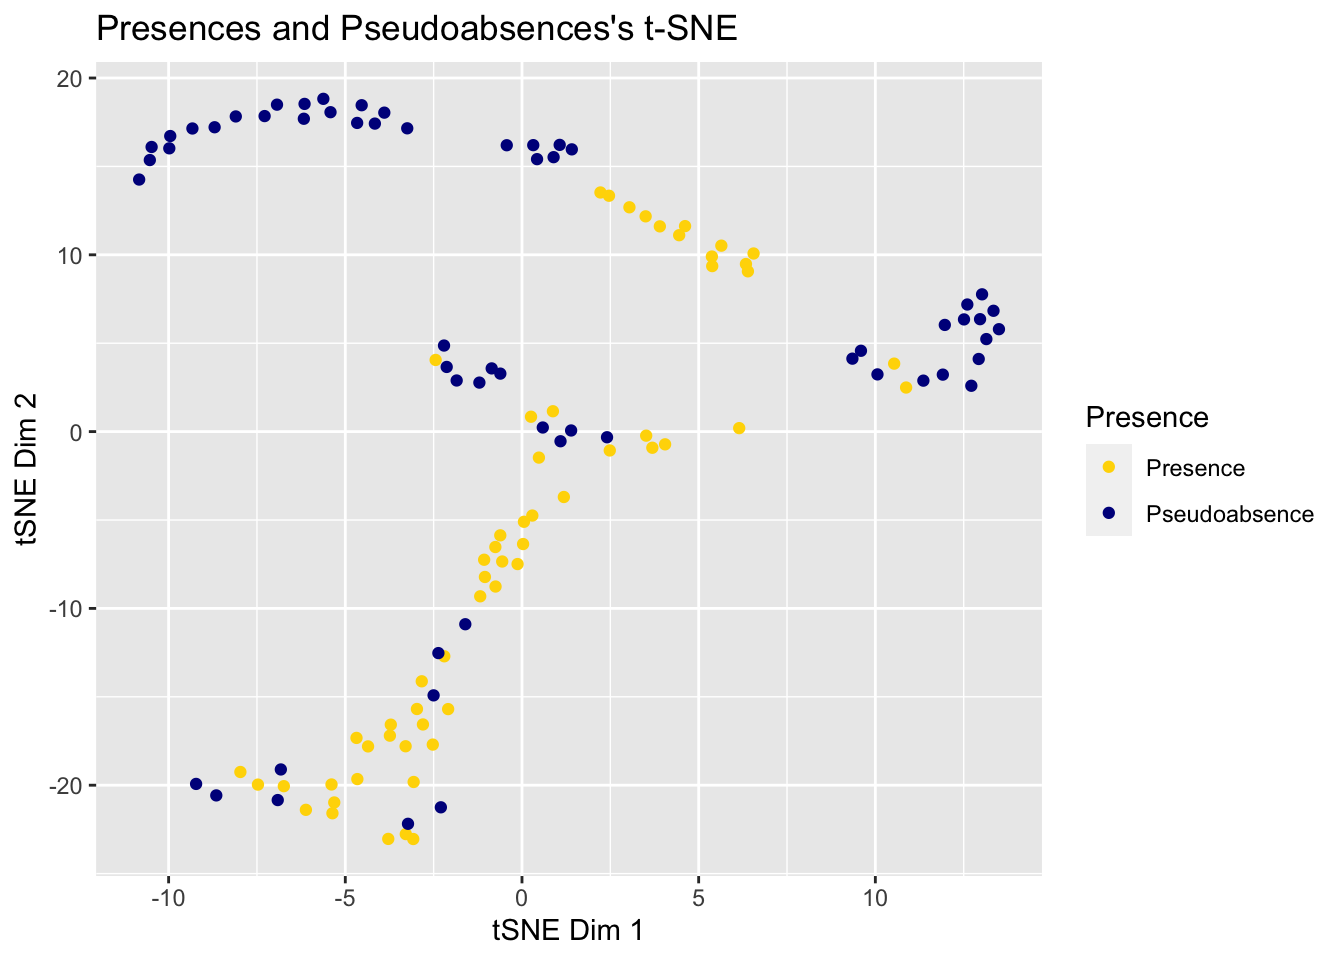 Presences and Pseudoabsences's t-SNE
20
10
0
-10
-20
tSNE Dim 2
-10 -5 0 5 10
tSNE Dim 1
Presence
Presence
Pseudoabsence